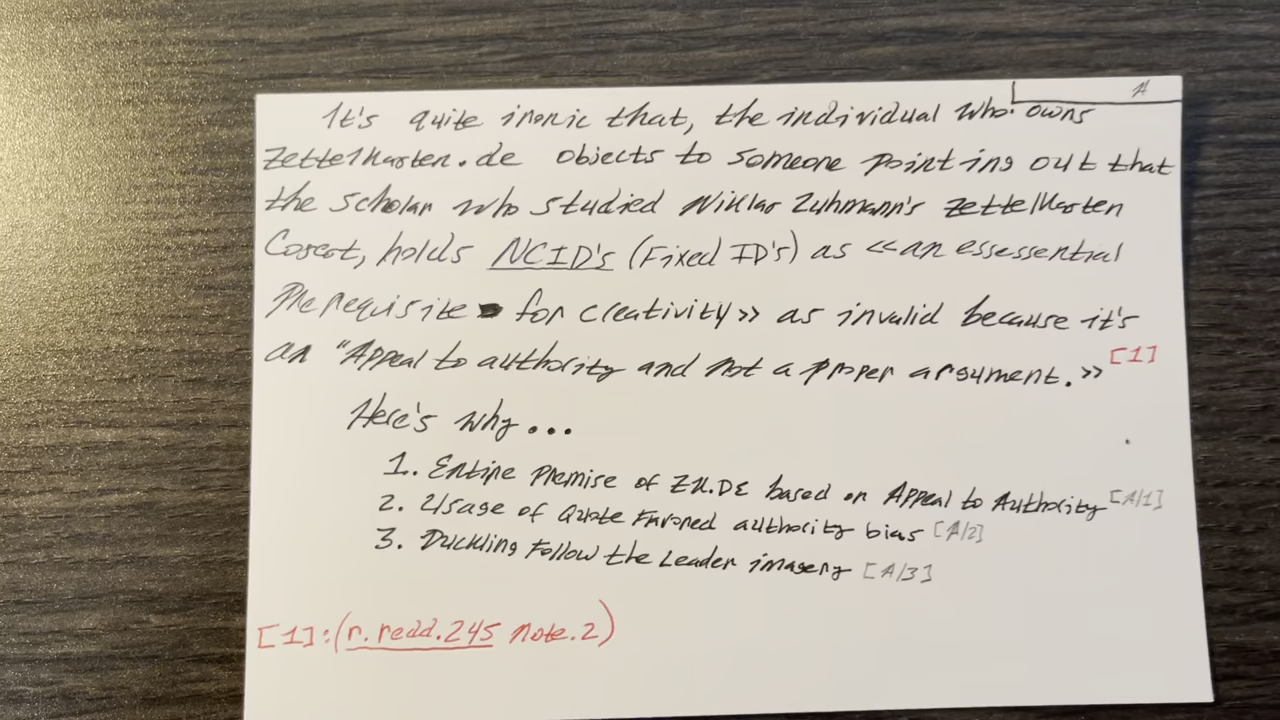 A
It's quite ironic that, the individual who owns
Zettelkasten.de objects to someone pointing out that
the scholar who studied Niklas Luhmann's Zettelkasten
Closest, holds NCID's (Fixed ID's) as «an essessential
Prerequisite for creativity» as invalid because it's
an "Appeal to authority and not a proper argument.» [1]
Here's why...
1. Entire Premise of ZK.DE based on Appeal to Authority [A/1]
2. Usage of Quote Favored authority bias [A/2]
3. Duckling Follow the Leader imagery [A/3]
[1]:(r.redd.245 note.2)